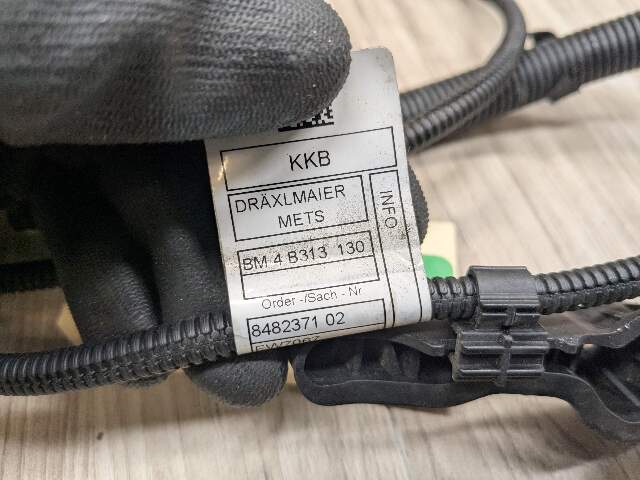 KKB
DRÄXLMAIER
METS
INFO
BM 4 B313 130
Order -/Sach - Nr
8482371 02